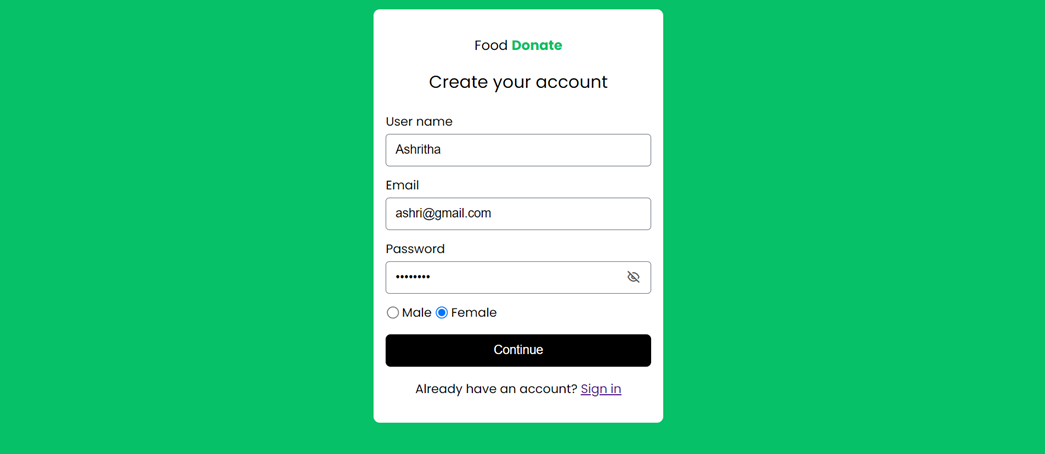 Food Donate
Create your account
User name
Ashritha
Email
ashri@gmail.com
Password
••••••••
Male Female
Continue
Already have an account? Sign in